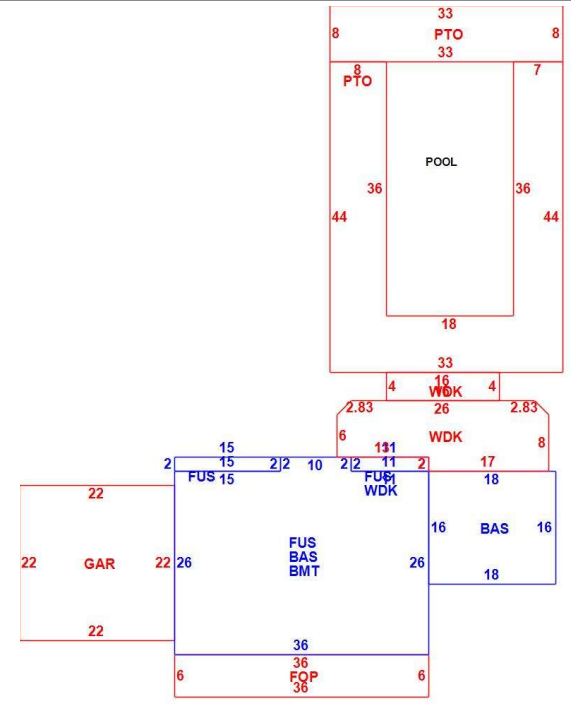 33
8 PTO 8
33
8 7
PTO
POOL
36 36
44 44
18
33
16
4 WDK 4
2.83 26 2.83
6 WDK 8
15 13 11
2 15 2 2 10 2 2 11 2 17
FUS 15 FUS 11 18
WDK
22
16 BAS 16
FUS
22 GAR 22 26 BAS 26
BMT
18
22
36
36
6 FOP 6
36